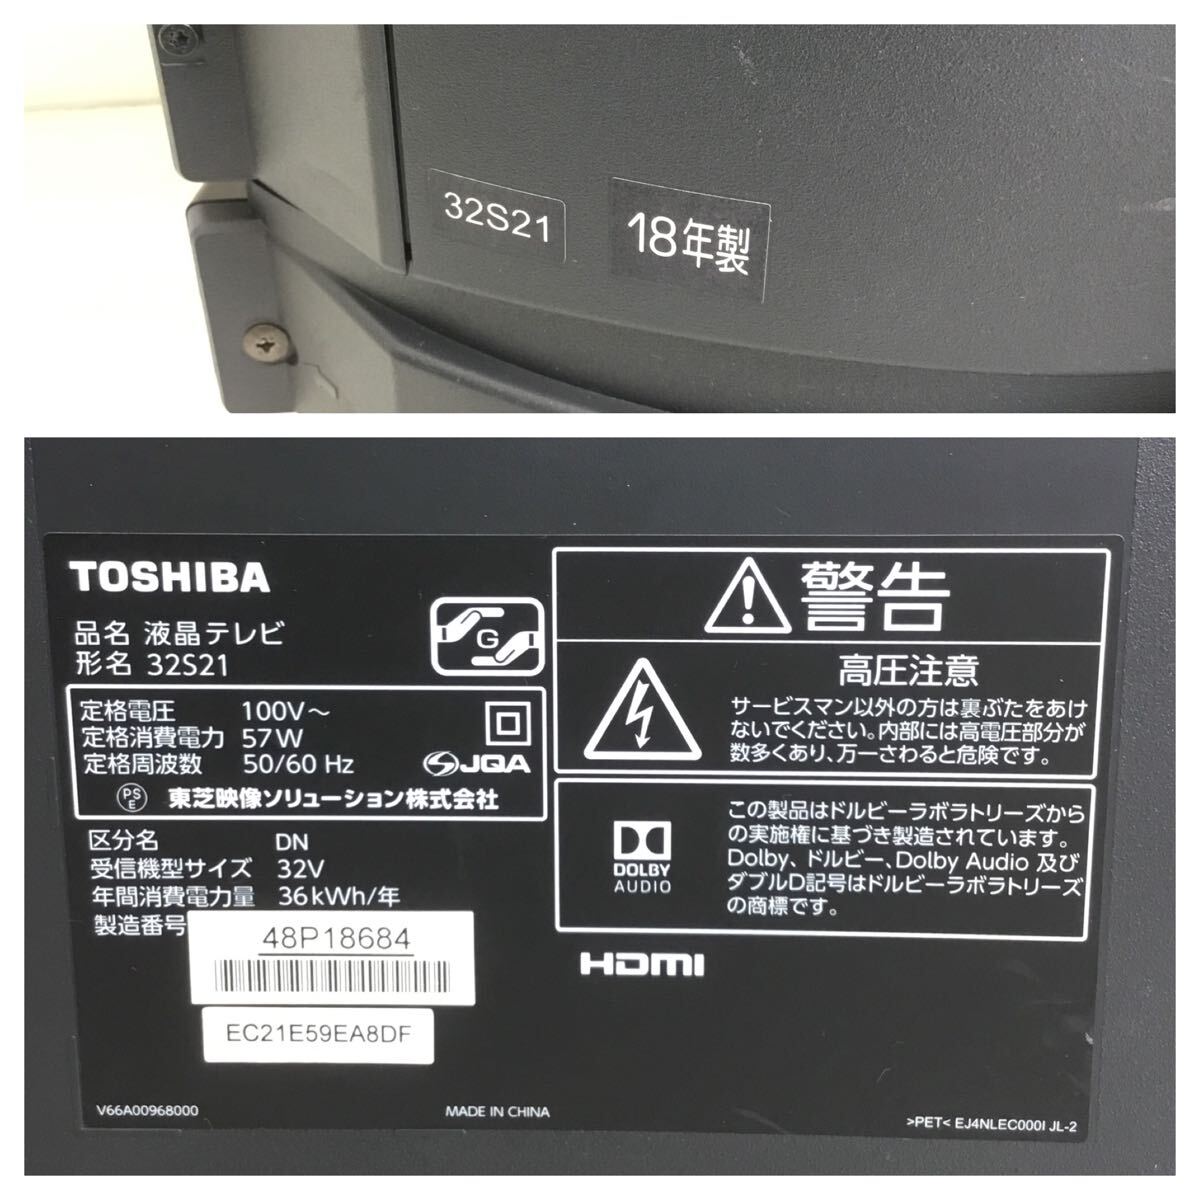 32S21
18年製
TOSHIBA
品名 液晶テレビ
形名 32S21
G
定格電圧 100V~
定格消費電力 57W
定格周波数 50/60 Hz
JQA
PS
E
東芝映像ソリューション株式会社
区分名 DN
受信機型サイズ 32V
年間消費電力量 36kWh/年
製造番号
48P18684
EC21E59EA8DF
V66A00968000
MADE IN CHINA
警告
高圧注意
サービスマン以外の方は裏ぶたをあけ
ないでください。内部には高電圧部分が
数多くあり、万一さわると危険です。
DOLBY
AUDIO
この製品はドルビーラボラトリーズから
の実施権に基づき製造されています。
Dolby、ドルビー、Dolby Audio 及び
ダブルD記号はドルビーラボラトリーズ
の商標です。
HDMI
>PET< EJ4NLEC000I JL-2